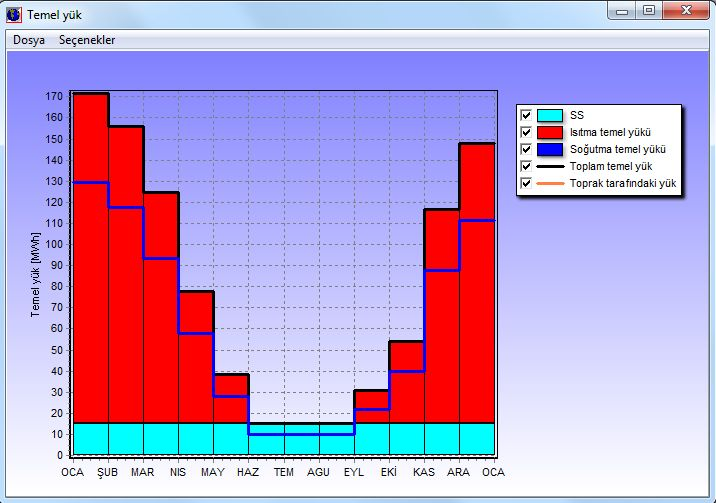 Temel yük
Dosya Seçenekler
170
160
150
140
130
120
110
100
90
80
70
60
50
40
30
20
10
0
Temel yük [MWh]
OCA ŞUB MAR NIS MAY HAZ TEM AGU EYL EKİ KAS ARA OCA
SS
Isıtma temel yükü
Soğutma temel yükü
Toplam temel yük
Toprak tarafındaki yük